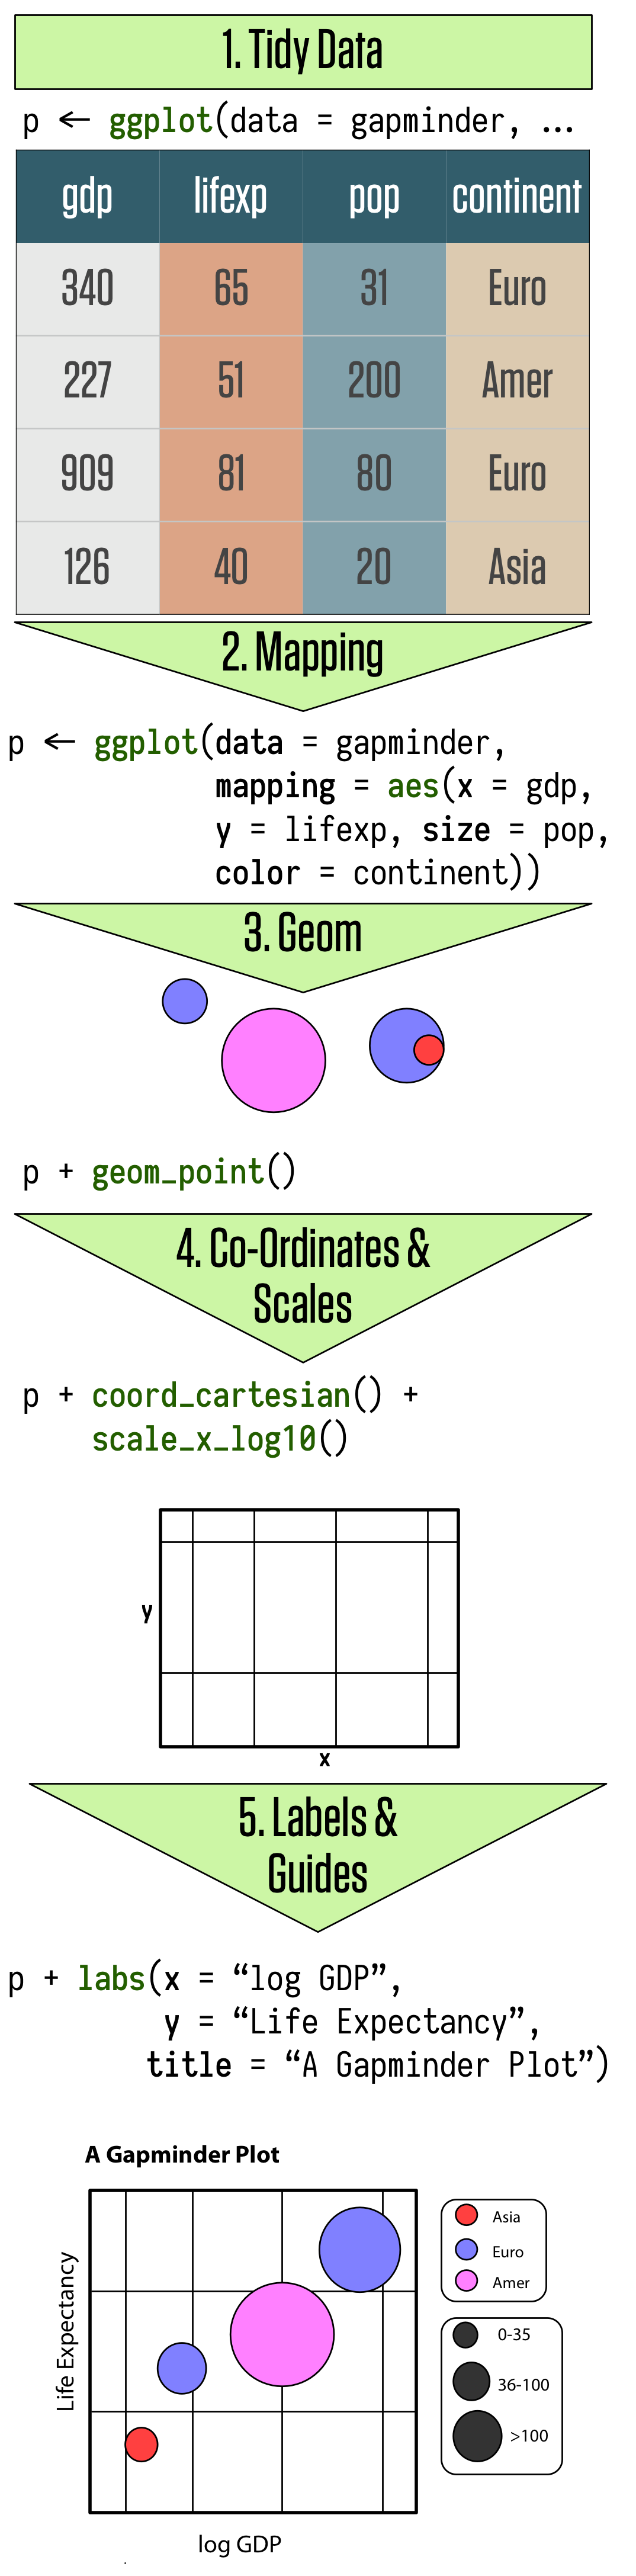 1. Tidy Data
p ← ggplot(data = gapminder, …
gdp lifexp pop continent
340 65 31 Euro
227 51 200 Amer
909 81 80 Euro
126 40 20 Asia
2. Mapping
p ← ggplot(data = gapminder,
mapping = aes(x = gdp,
y = lifexp, size = pop,
color = continent))
3. Geom
p + geom_point()
4. Co-Ordinates &
Scales
p + coord_cartesian() +
scale_x_log10()
y
x
5. Labels &
Guides
p + labs(x = “log GDP”,
y = “Life Expectancy”,
title = “A Gapminder Plot”)
A Gapminder Plot
Life Expectancy
Asia
Euro
Amer
0-35
36-100
>100
log GDP